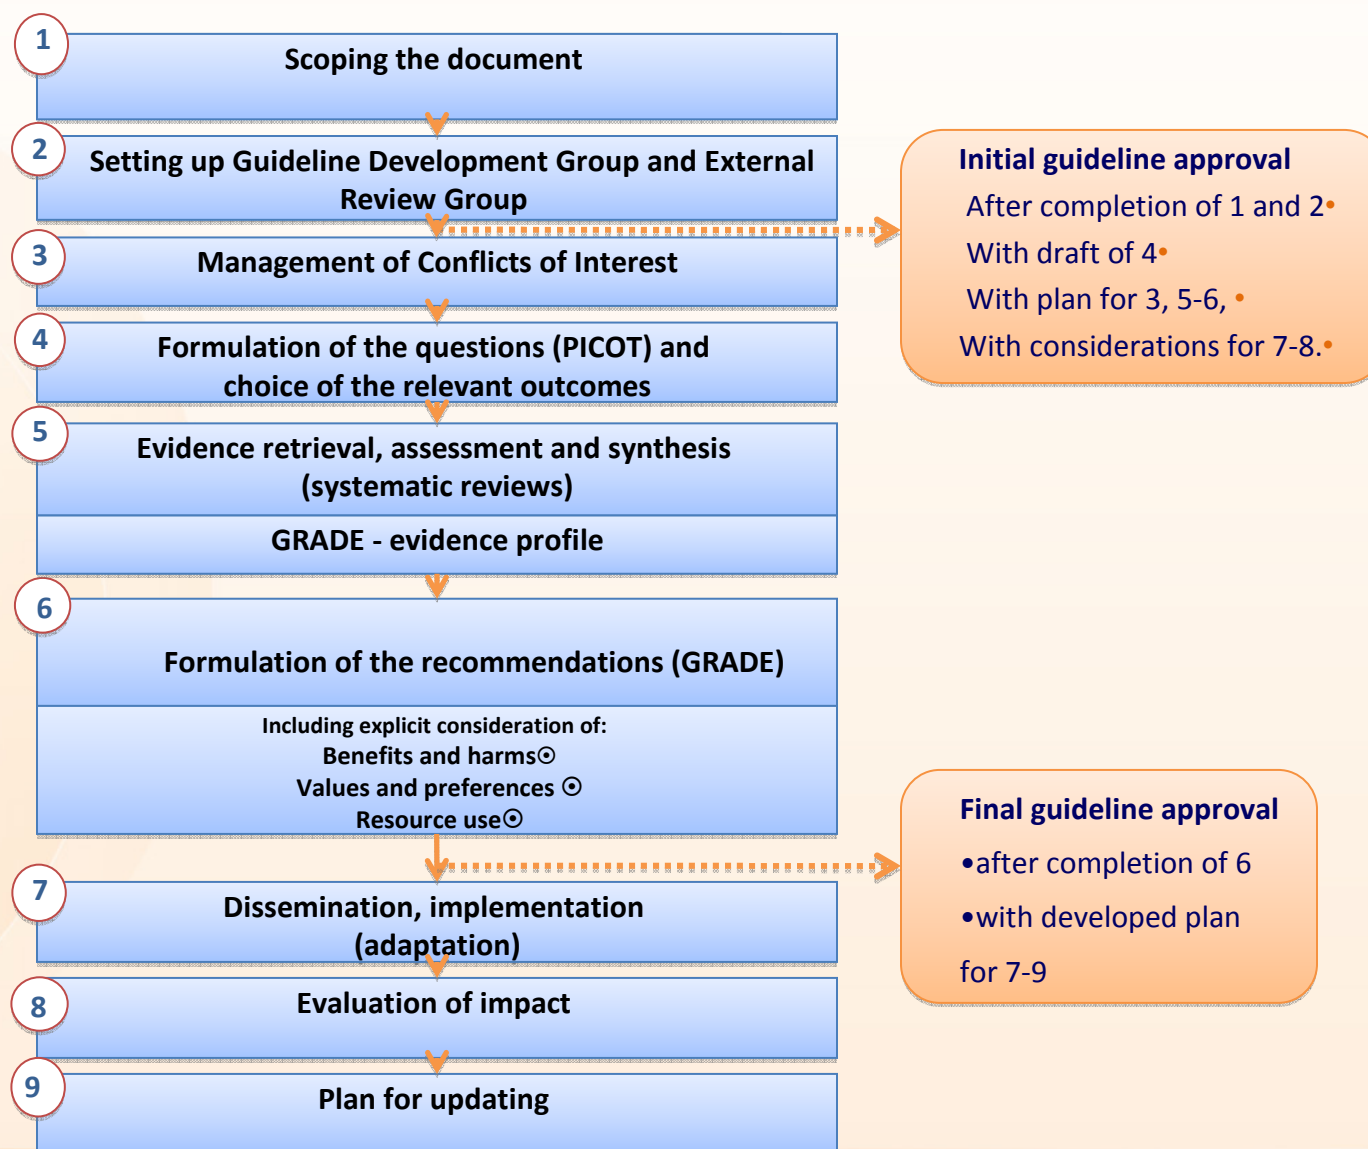 1
Scoping the document
2
Setting up Guideline Development Group and External
Review Group
3
Management of Conflicts of Interest
4
Formulation of the questions (PICOT) and
choice of the relevant outcomes
5
Evidence retrieval, assessment and synthesis
(systematic reviews)
GRADE - evidence profile
6
Formulation of the recommendations (GRADE)
Including explicit consideration of:
Benefits and harms⊙
Values and preferences ⊙
Resource use⊙
7
Dissemination, implementation
(adaptation)
8
Evaluation of impact
9
Plan for updating
Initial guideline approval
After completion of 1 and 2•
With draft of 4•
With plan for 3, 5-6, •
With considerations for 7-8.•
Final guideline approval
•after completion of 6
•with developed plan
for 7-9